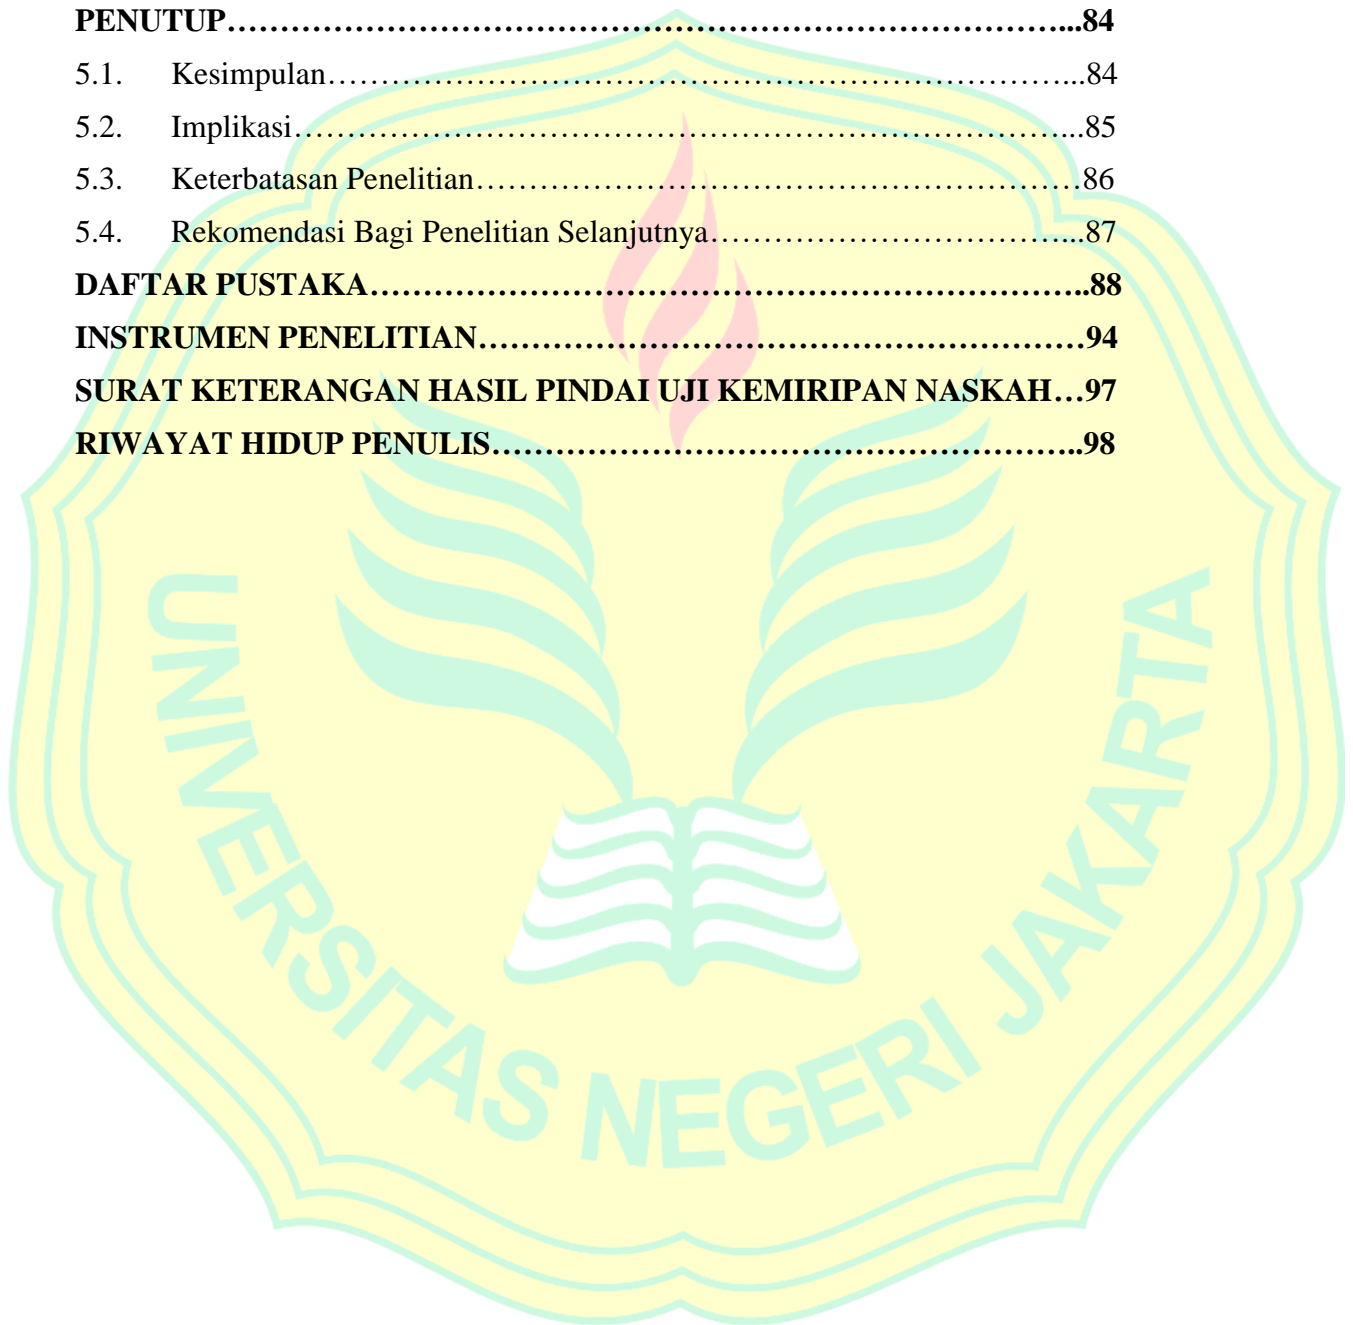 PENUTUP……………………………………………………………………...84
5.1. Kesimpulan……………………………………………………………...84
5.2. Implikasi………………………………………………………………...85
5.3. Keterbatasan Penelitian…………………………………………………86
5.4. Rekomendasi Bagi Penelitian Selanjutnya……………………………...87
DAFTAR PUSTAKA…………………………………………………………..88
INSTRUMEN PENELITIAN…………………………………………………94
SURAT KETERANGAN HASIL PINDAI UJI KEMIRIPAN NASKAH…97
RIWAYAT HIDUP PENULIS………………………………………………..98
UNIVERSITAS NEGERI JAKARTA